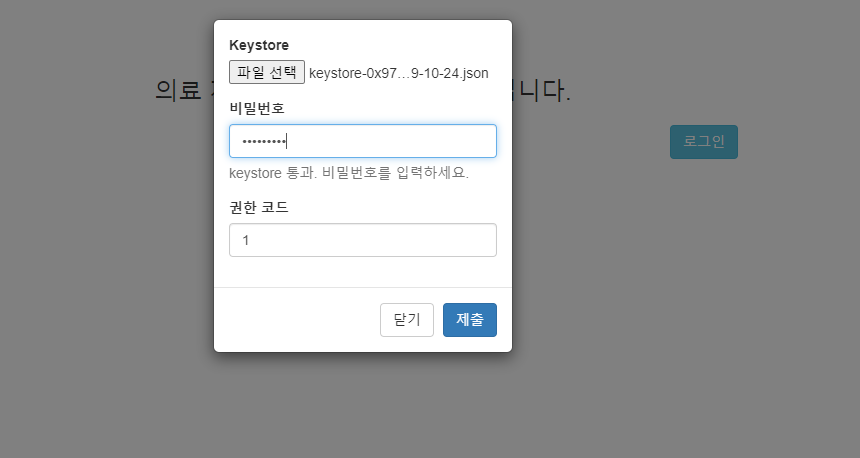 Keystore
파일 선택 keystore-0x97…9-10-24.json
의료
니다.
비밀번호
•••••••••
로그인
keystore 통과. 비밀번호를 입력하세요.
권한 코드
1
닫기 제출